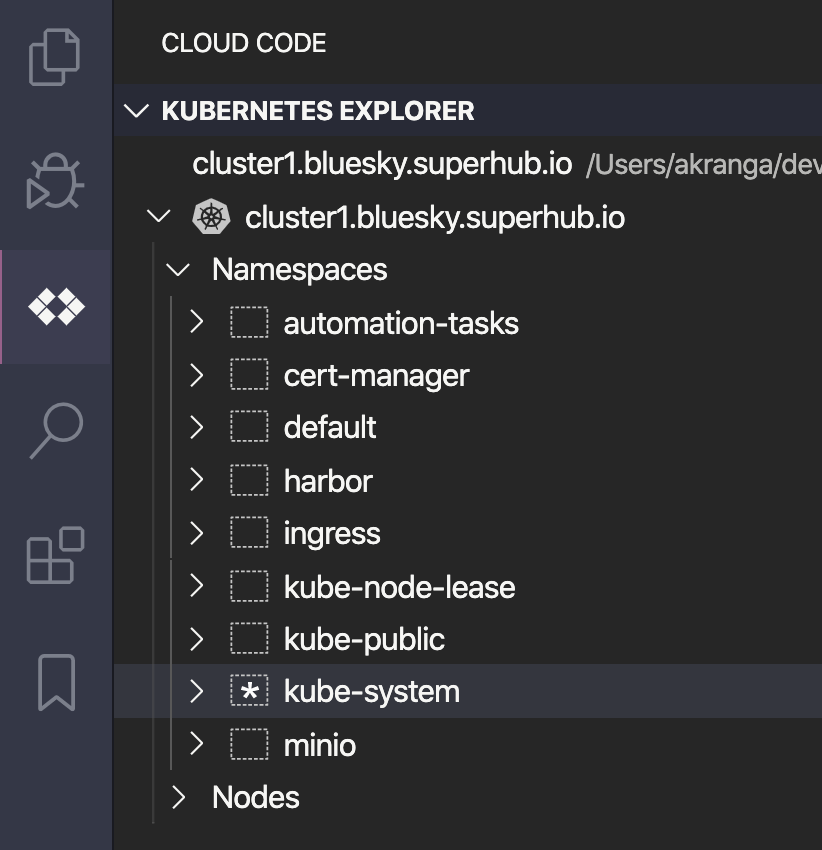 CLOUD CODE
KUBERNETES EXPLORER
cluster1.bluesky.superhub.io /Users/akranga/dev
cluster1.bluesky.superhub.io
Namespaces
automation-tasks
cert-manager
default
harbor
ingress
kube-node-lease
kube-public
* kube-system
minio
Nodes